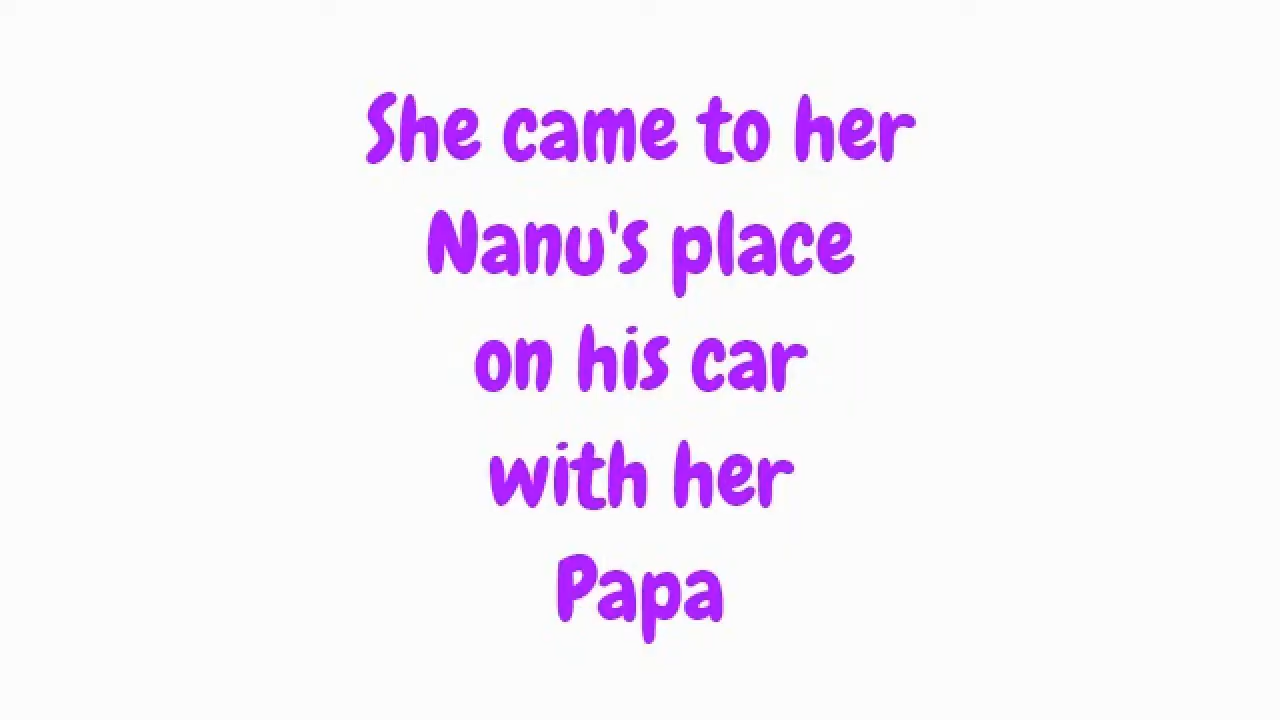 She came to her
Nanu's place
on his car
with her
Papa